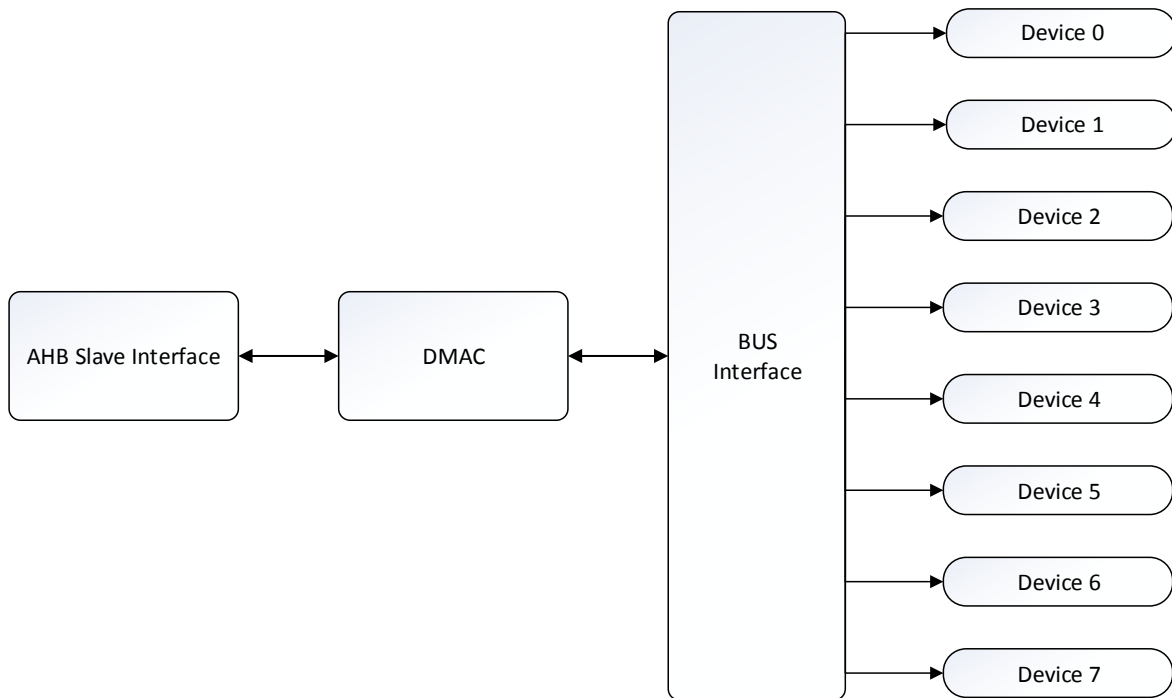 AHB Slave Interface
DMAC
BUS
Interface
Device 0
Device 1
Device 2
Device 3
Device 4
Device 5
Device 6
Device 7